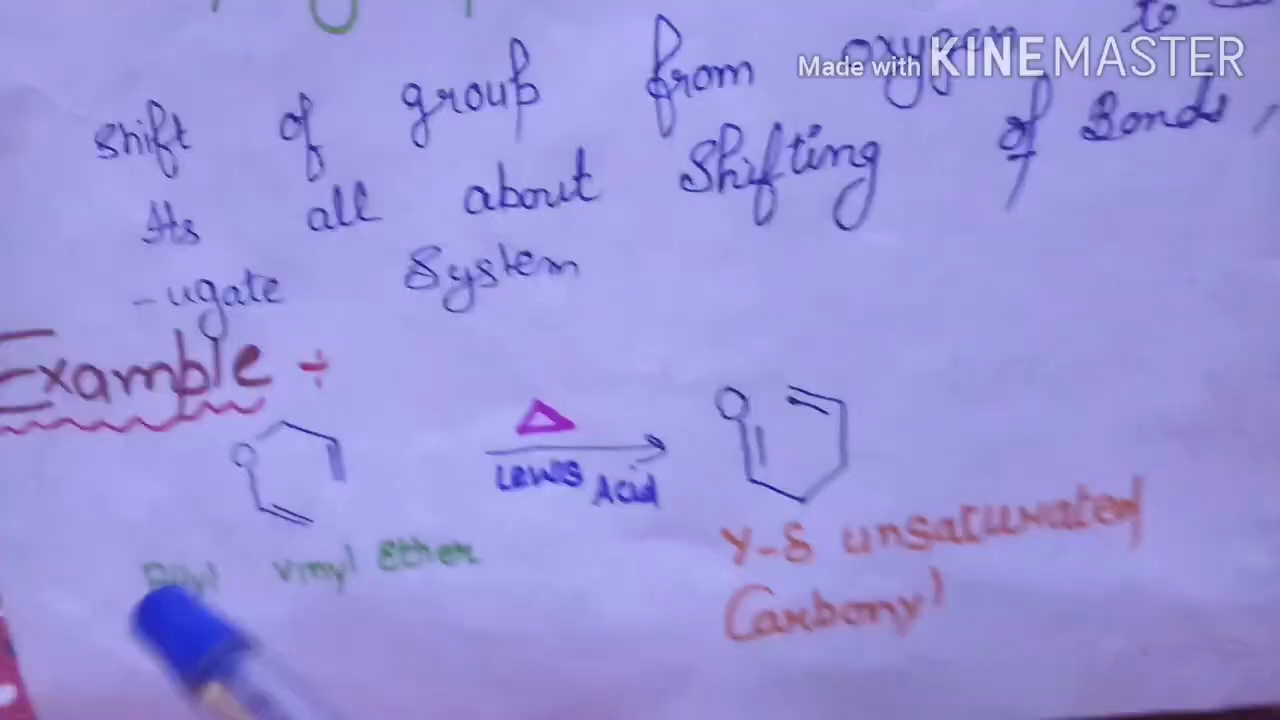 shift of group from oxygen to
Made with KINEMASTER
Its all about shifting of Bonds,
-ugate system
Example ÷
O
Δ
Lewis Acid
O
Allyl vinyl Ether
γ-δ unsaturated
Carbonyl